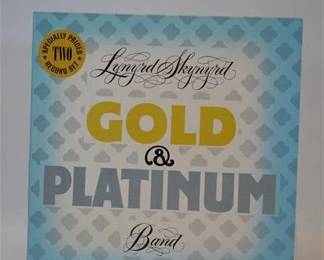 SPECIALLY PRICED
TWO
RECORD SET
Lynyrd Skynyrd
GOLD
&
PLATINUM
Band